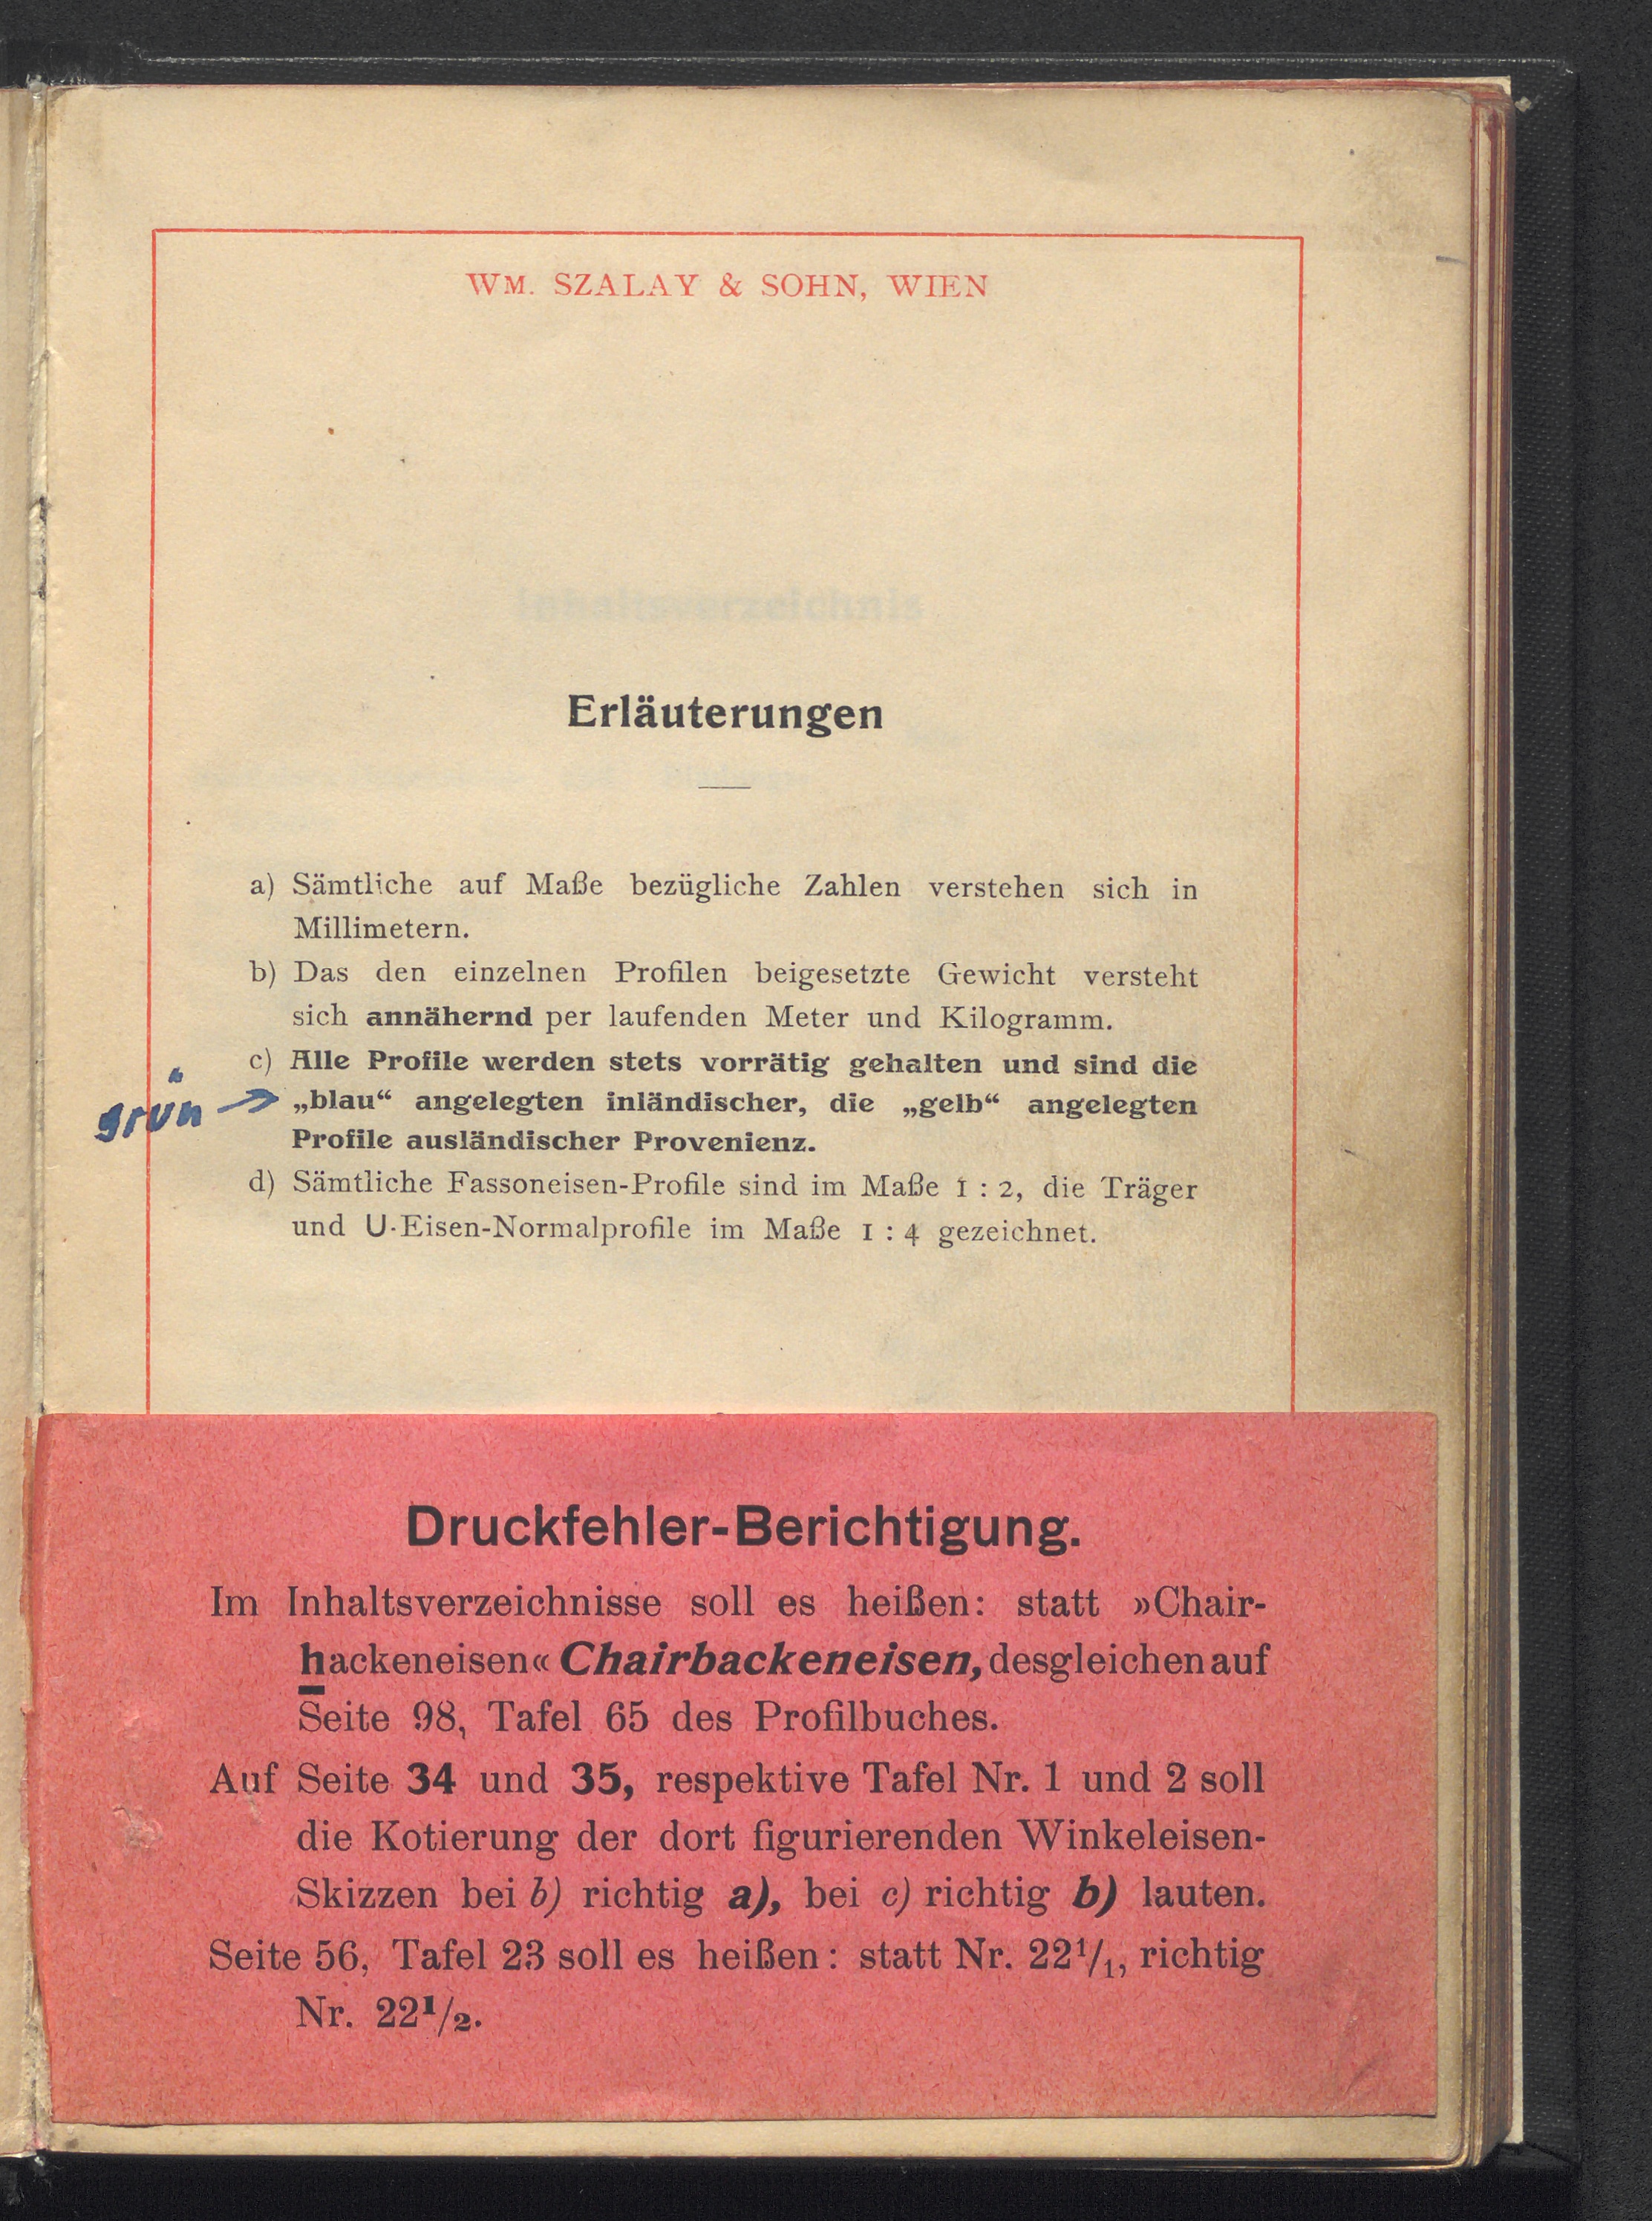 WM. SZALAY & SOHN, WIEN
Inhaltsverzeichnis
Erläuterungen
a) Sämtliche auf Maße bezügliche Zahlen verstehen sich in
Millimetern.
b) Das den einzelnen Profilen beigesetzte Gewicht versteht
sich annähernd per laufenden Meter und Kilogramm.
c) Alle Profile werden stets vorrätig gehalten und sind die
grün → „blau“ angelegten inländischer, die „gelb“ angelegten
Profile ausländischer Provenienz.
d) Sämtliche Fassoneisen-Profile sind im Maße 1 : 2, die Träger
und U-Eisen-Normalprofile im Maße 1 : 4 gezeichnet.
Druckfehler-Berichtigung.
Im Inhaltsverzeichnisse soll es heißen: statt »Chair-
hackeneisen« Chairbackeneisen, desgleichen auf
Seite 98, Tafel 65 des Profilbuches.
Auf Seite 34 und 35, respektive Tafel Nr. 1 und 2 soll
die Kotierung der dort figurierenden Winkeleisen-
Skizzen bei b) richtig a), bei c) richtig b) lauten.
Seite 56, Tafel 23 soll es heißen: statt Nr. 22¹/₁, richtig
Nr. 22¹/₂.